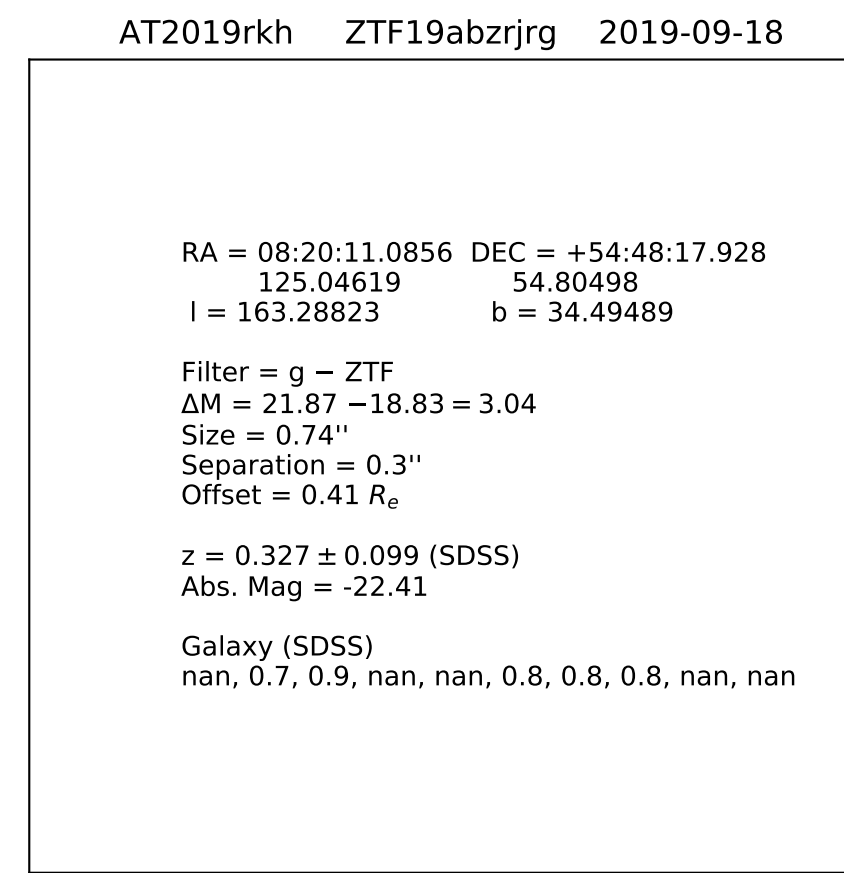 AT2019rkh ZTF19abzrjrg 2019-09-18
RA = 08:20:11.0856 DEC = +54:48:17.928
125.04619 54.80498
l = 163.28823 b = 34.49489
Filter = g − ZTF
ΔM = 21.87 −18.83 = 3.04
Size = 0.74''
Separation = 0.3''
Offset = 0.41 Rₑ
z = 0.327 ± 0.099 (SDSS)
Abs. Mag = -22.41
Galaxy (SDSS)
nan, 0.7, 0.9, nan, nan, 0.8, 0.8, 0.8, nan, nan